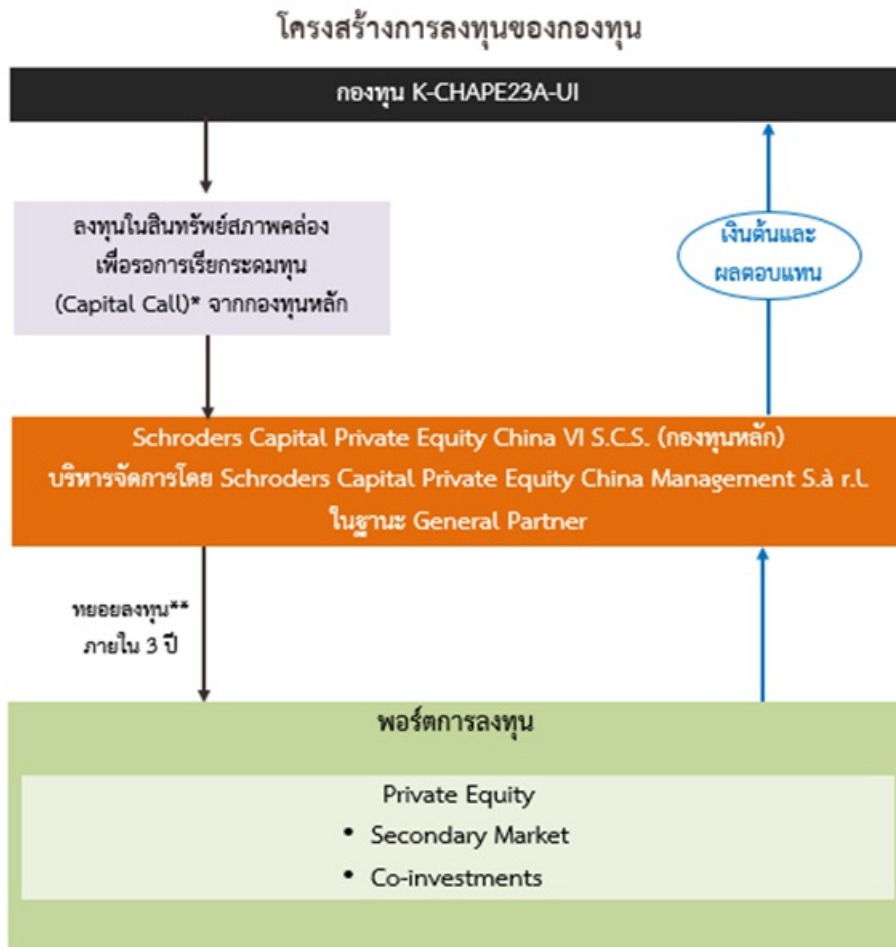 โครงสร้างการลงทุนของกองทุน
กองทุน K-CHAPE23A-UI
ลงทุนในสินทรัพย์สภาพคล่อง
เพื่อรอการเรียกระดมทุน
(Capital Call)* จากกองทุนหลัก
เงินต้นและ
ผลตอบแทน
Schroders Capital Private Equity China VI S.C.S. (กองทุนหลัก)
บริหารจัดการโดย Schroders Capital Private Equity China Management S.à r.l.
ในฐานะ General Partner
ทยอยลงทุน**
ภายใน 3 ปี
พอร์ตการลงทุน
Private Equity
• Secondary Market
• Co-investments